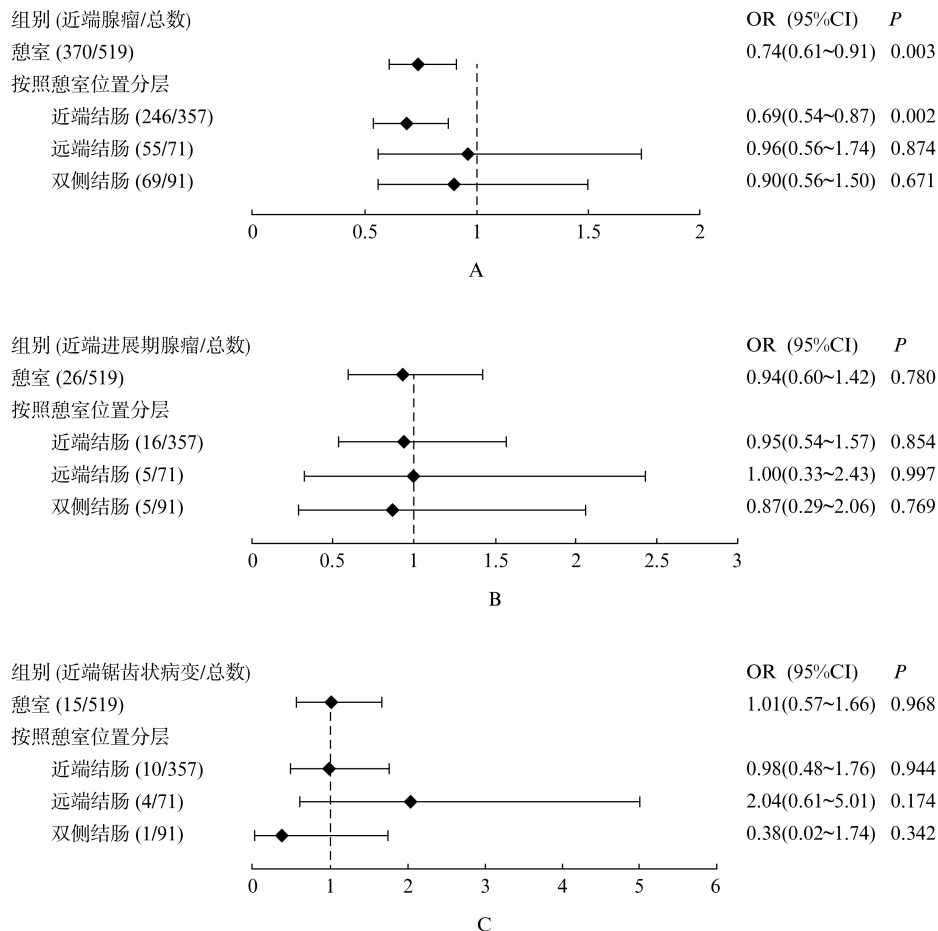 组别 (近端腺瘤/总数) OR (95%CI) P
憩室 (370/519) 0.74(0.61~0.91) 0.003
按照憩室位置分层
近端结肠 (246/357) 0.69(0.54~0.87) 0.002
远端结肠 (55/71) 0.96(0.56~1.74) 0.874
双侧结肠 (69/91) 0.90(0.56~1.50) 0.671
0 0.5 1 1.5 2
A
组别 (近端进展期腺瘤/总数) OR (95%CI) P
憩室 (26/519) 0.94(0.60~1.42) 0.780
按照憩室位置分层
近端结肠 (16/357) 0.95(0.54~1.57) 0.854
远端结肠 (5/71) 1.00(0.33~2.43) 0.997
双侧结肠 (5/91) 0.87(0.29~2.06) 0.769
0 0.5 1 1.5 2 2.5 3
B
组别 (近端锯齿状病变/总数) OR (95%CI) P
憩室 (15/519) 1.01(0.57~1.66) 0.968
按照憩室位置分层
近端结肠 (10/357) 0.98(0.48~1.76) 0.944
远端结肠 (4/71) 2.04(0.61~5.01) 0.174
双侧结肠 (1/91) 0.38(0.02~1.74) 0.342
0 1 2 3 4 5 6
C